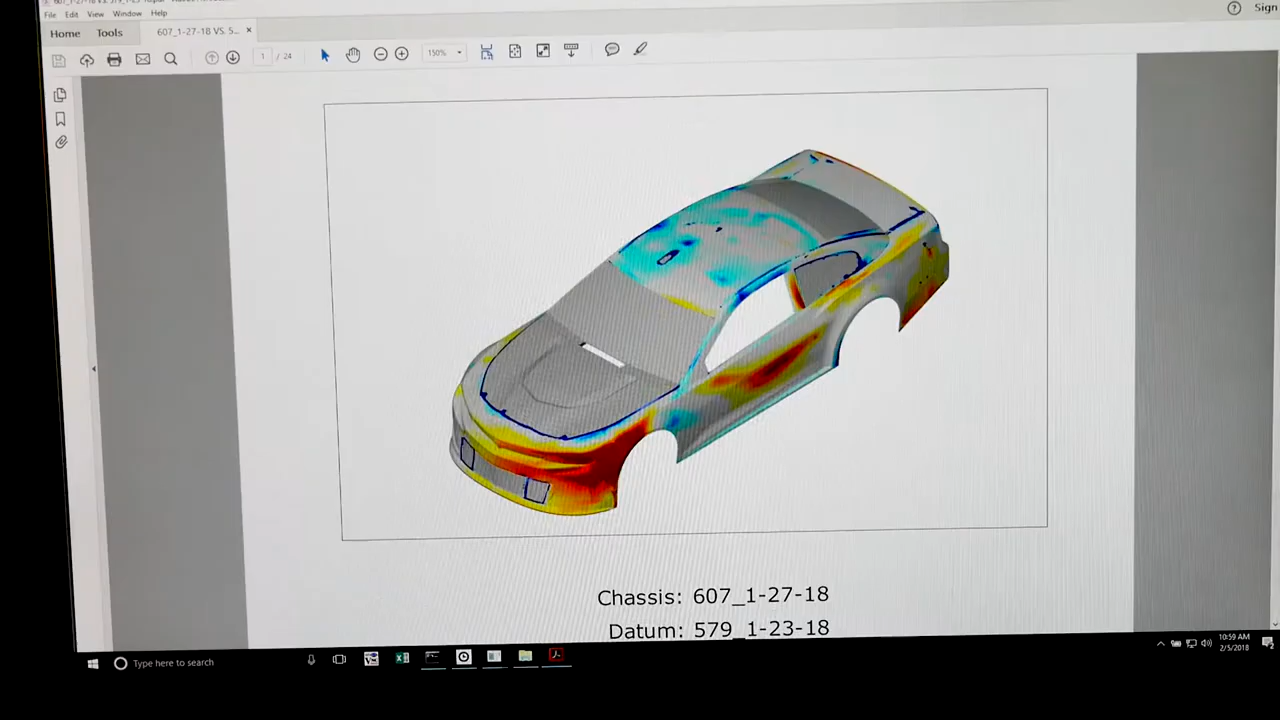 File Edit View Window Help
Sign
Home Tools 607_1-27-18 VS. 5... ×
1 / 24 150%
Chassis: 607_1-27-18
Datum: 579_1-23-18
Type here to search
10:59 AM
2/5/2018